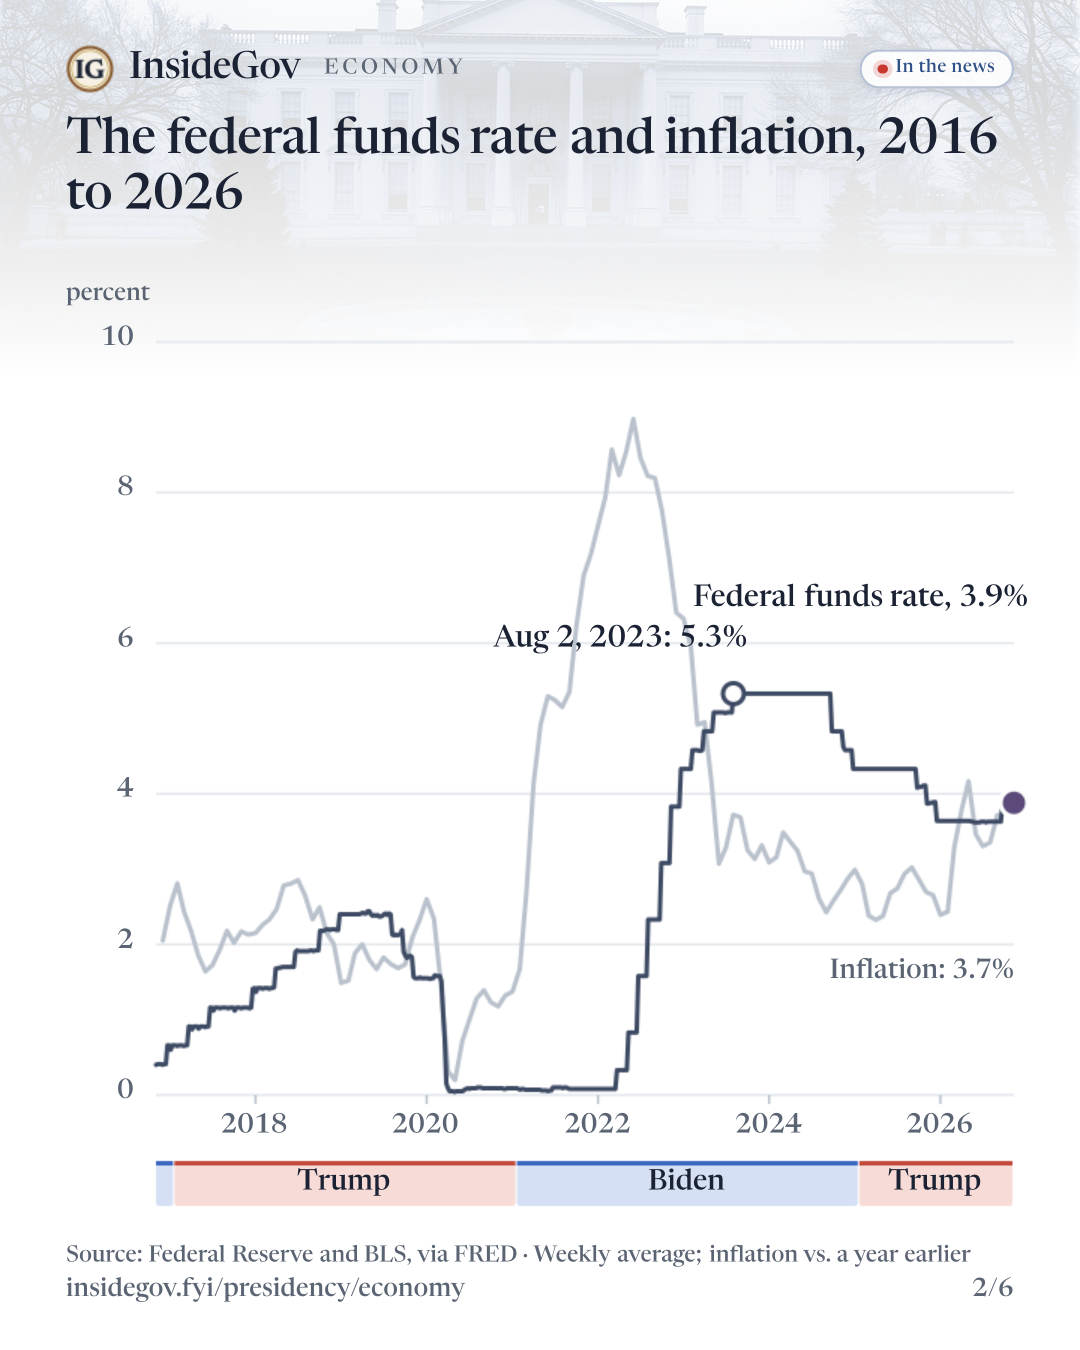 IG InsideGov ECONOMY
In the news
The federal funds rate and inflation, 2016
to 2026
percent
10
8
Federal funds rate, 3.9%
6
Aug 2, 2023: 5.3%
4
2
Inflation: 3.7%
0
2018 2020 2022 2024 2026
Trump Biden Trump
Source: Federal Reserve and BLS, via FRED · Weekly average; inflation vs. a year earlier
insidegov.fyi/presidency/economy 2/6